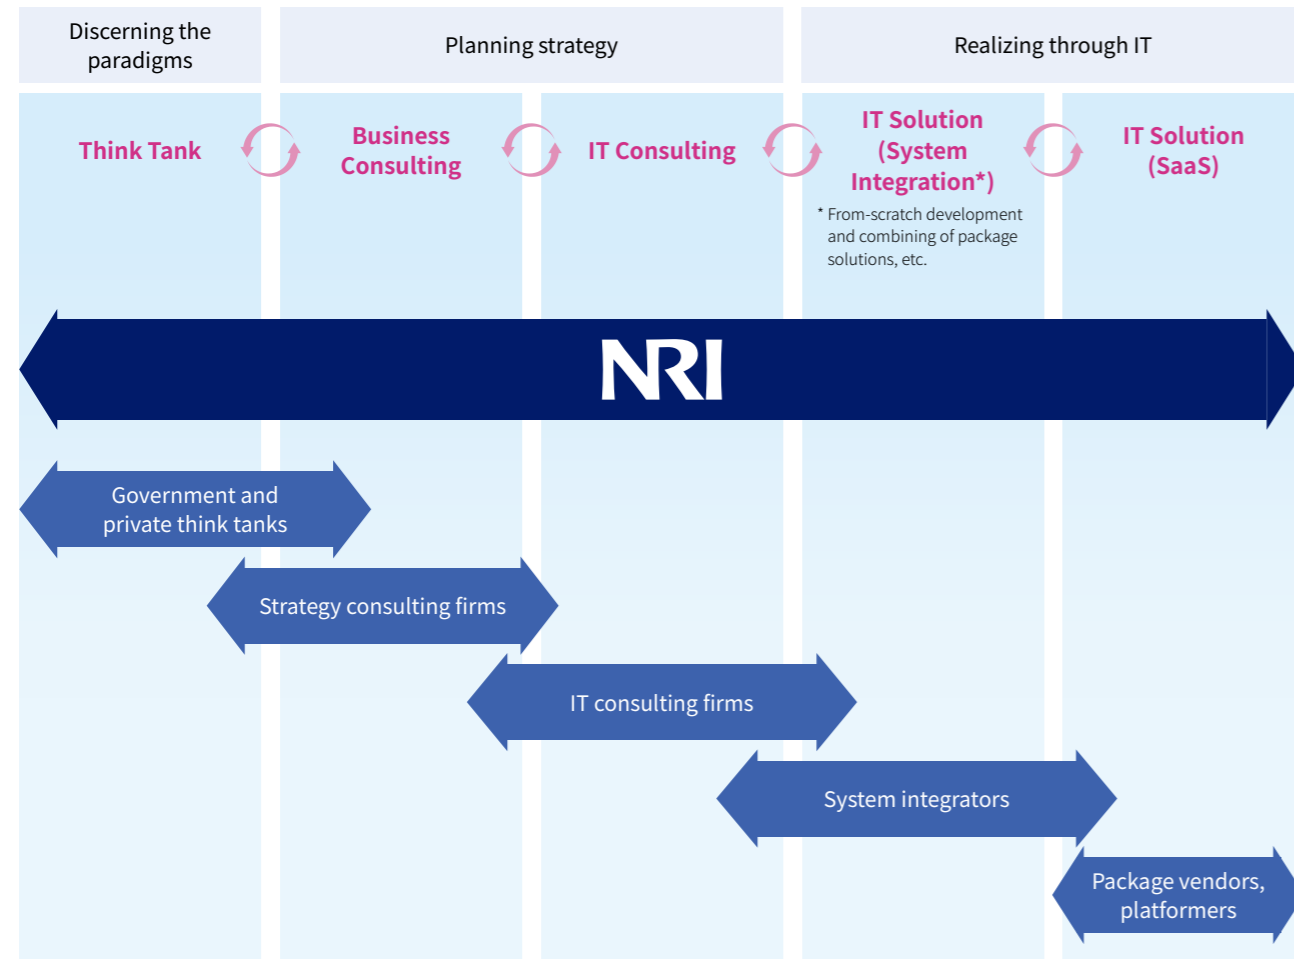 Discerning the
paradigms
Planning strategy
Realizing through IT
Think Tank
Business
Consulting
IT Consulting
IT Solution
(System
Integration*)
* From-scratch development
and combining of package
solutions, etc.
IT Solution
(SaaS)
NRI
Government and
private think tanks
Strategy consulting firms
IT consulting firms
System integrators
Package vendors,
platformers